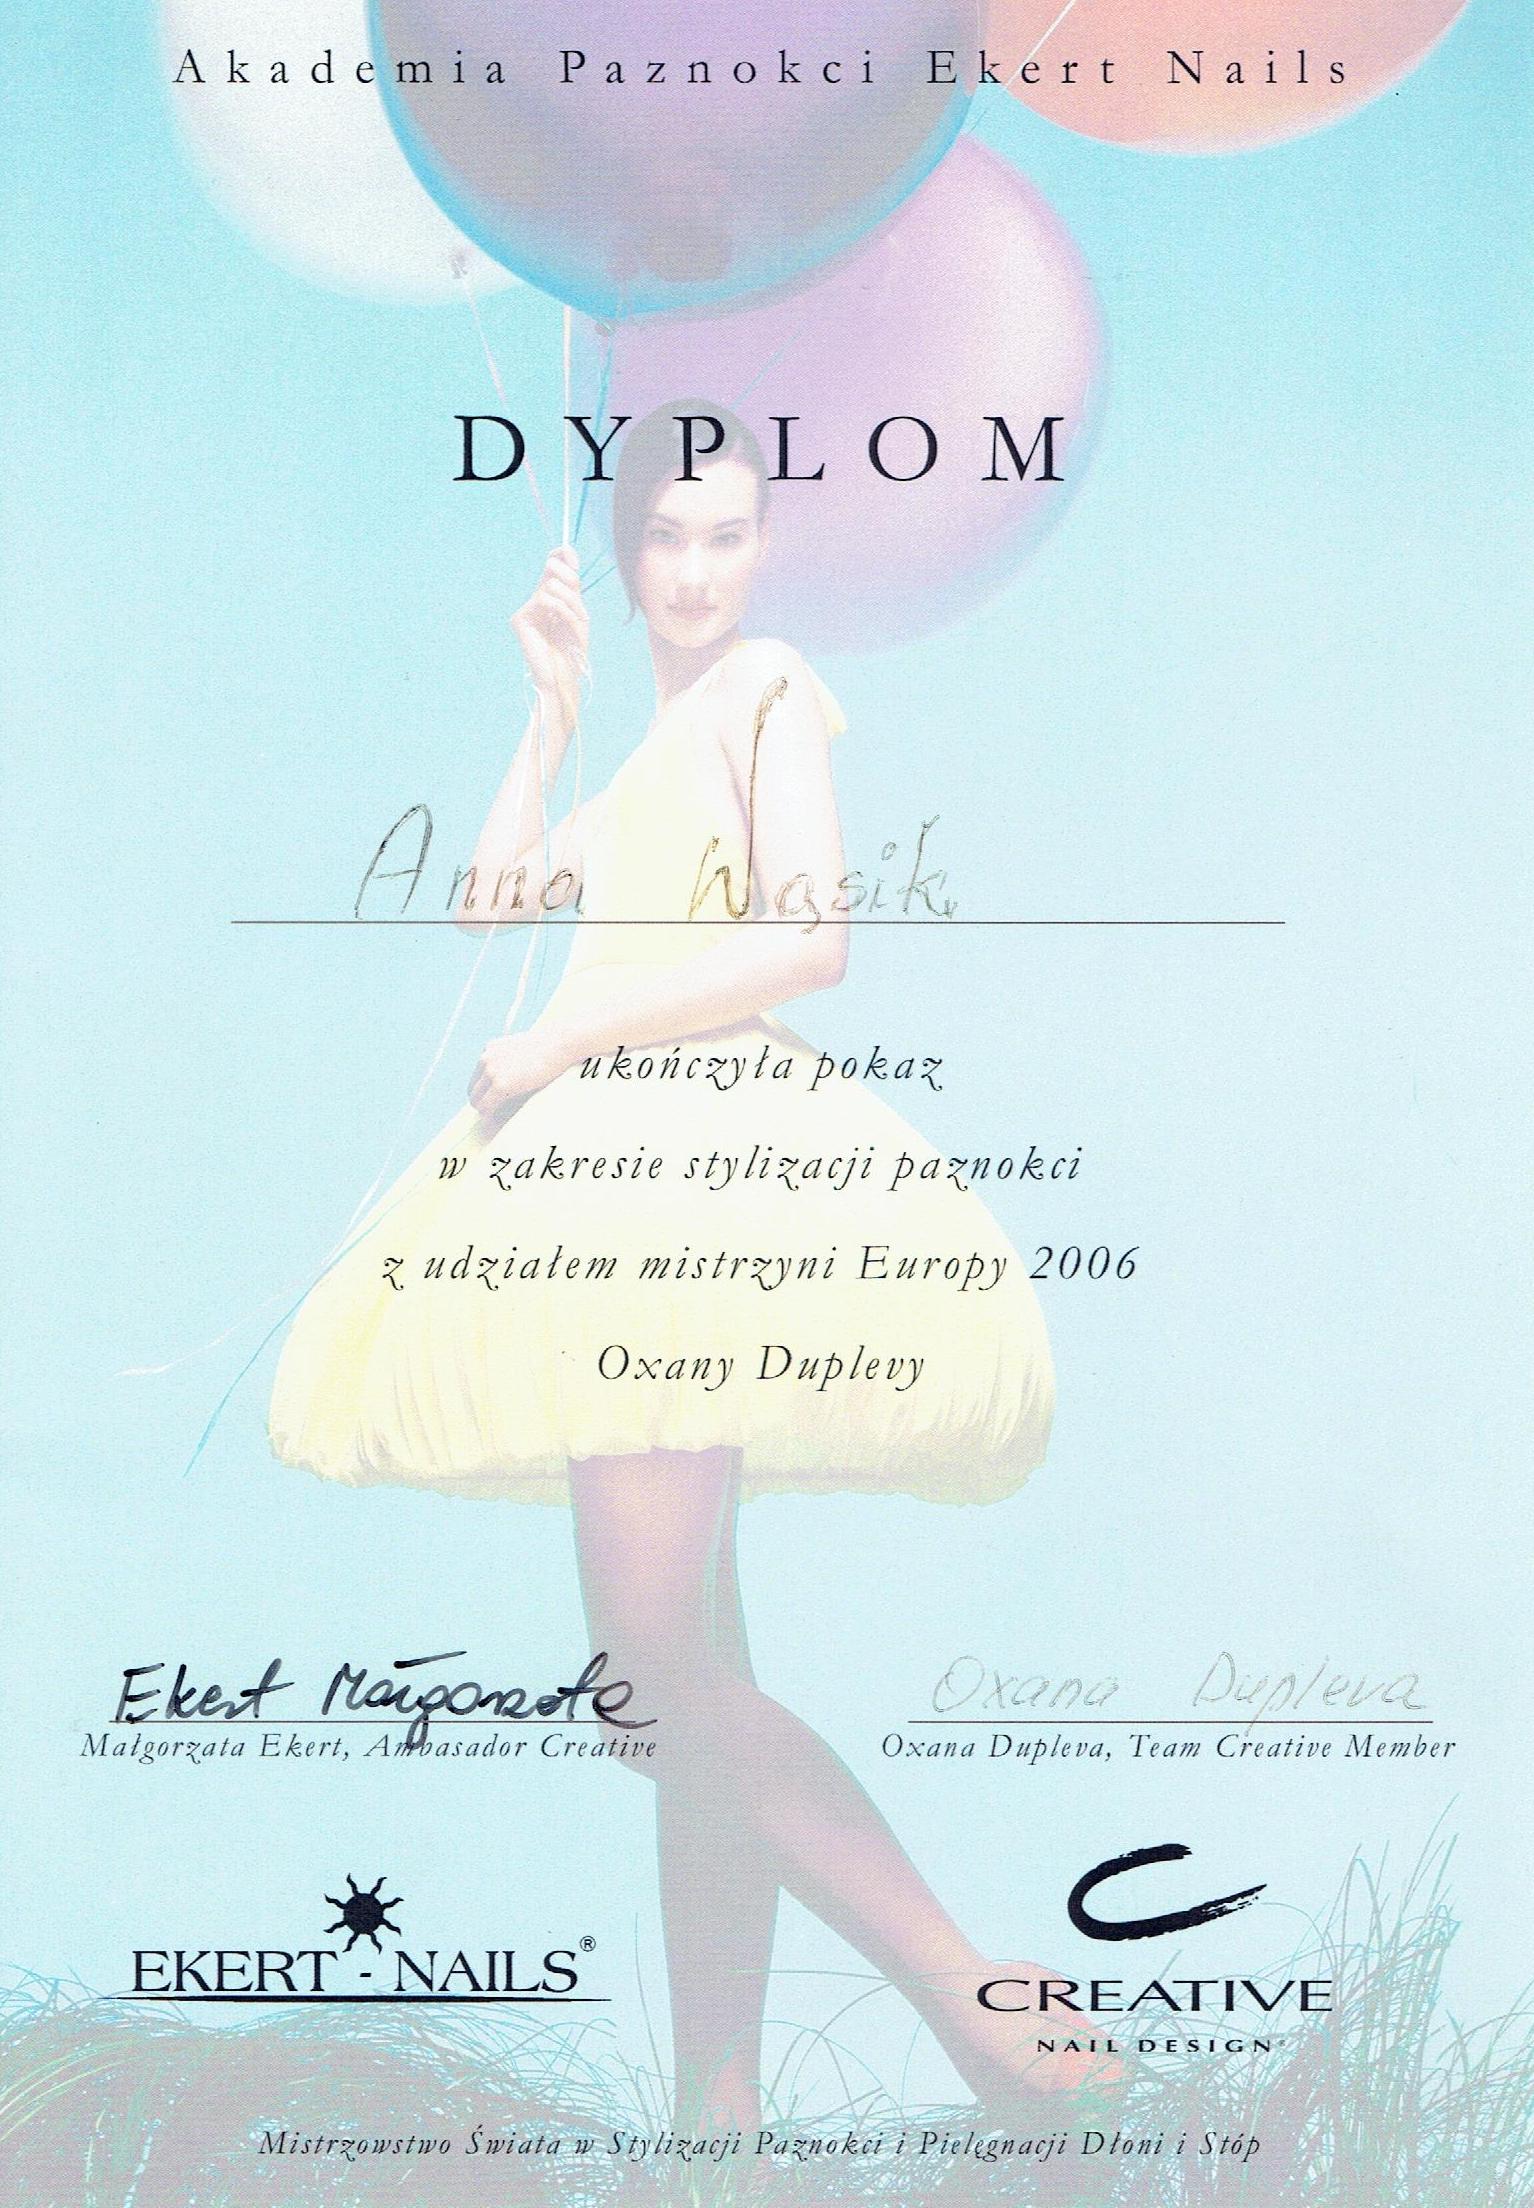 Akademia Paznokci Ekert Nails
DYPLOM
Anna Wąsik
ukończyła pokaz
w zakresie stylizacji paznokci
z udziałem mistrzyni Europy 2006
Oxany Duplevy
Ekert Małgorzata
Małgorzata Ekert, Ambasador Creative
Oxana Dupleva
Oxana Dupleva, Team Creative Member
EKERT - NAILS®
CREATIVE
NAIL DESIGN®
Mistrzowstwo Świata w Stylizacji Paznokci i Pielęgnacji Dłoni i Stóp